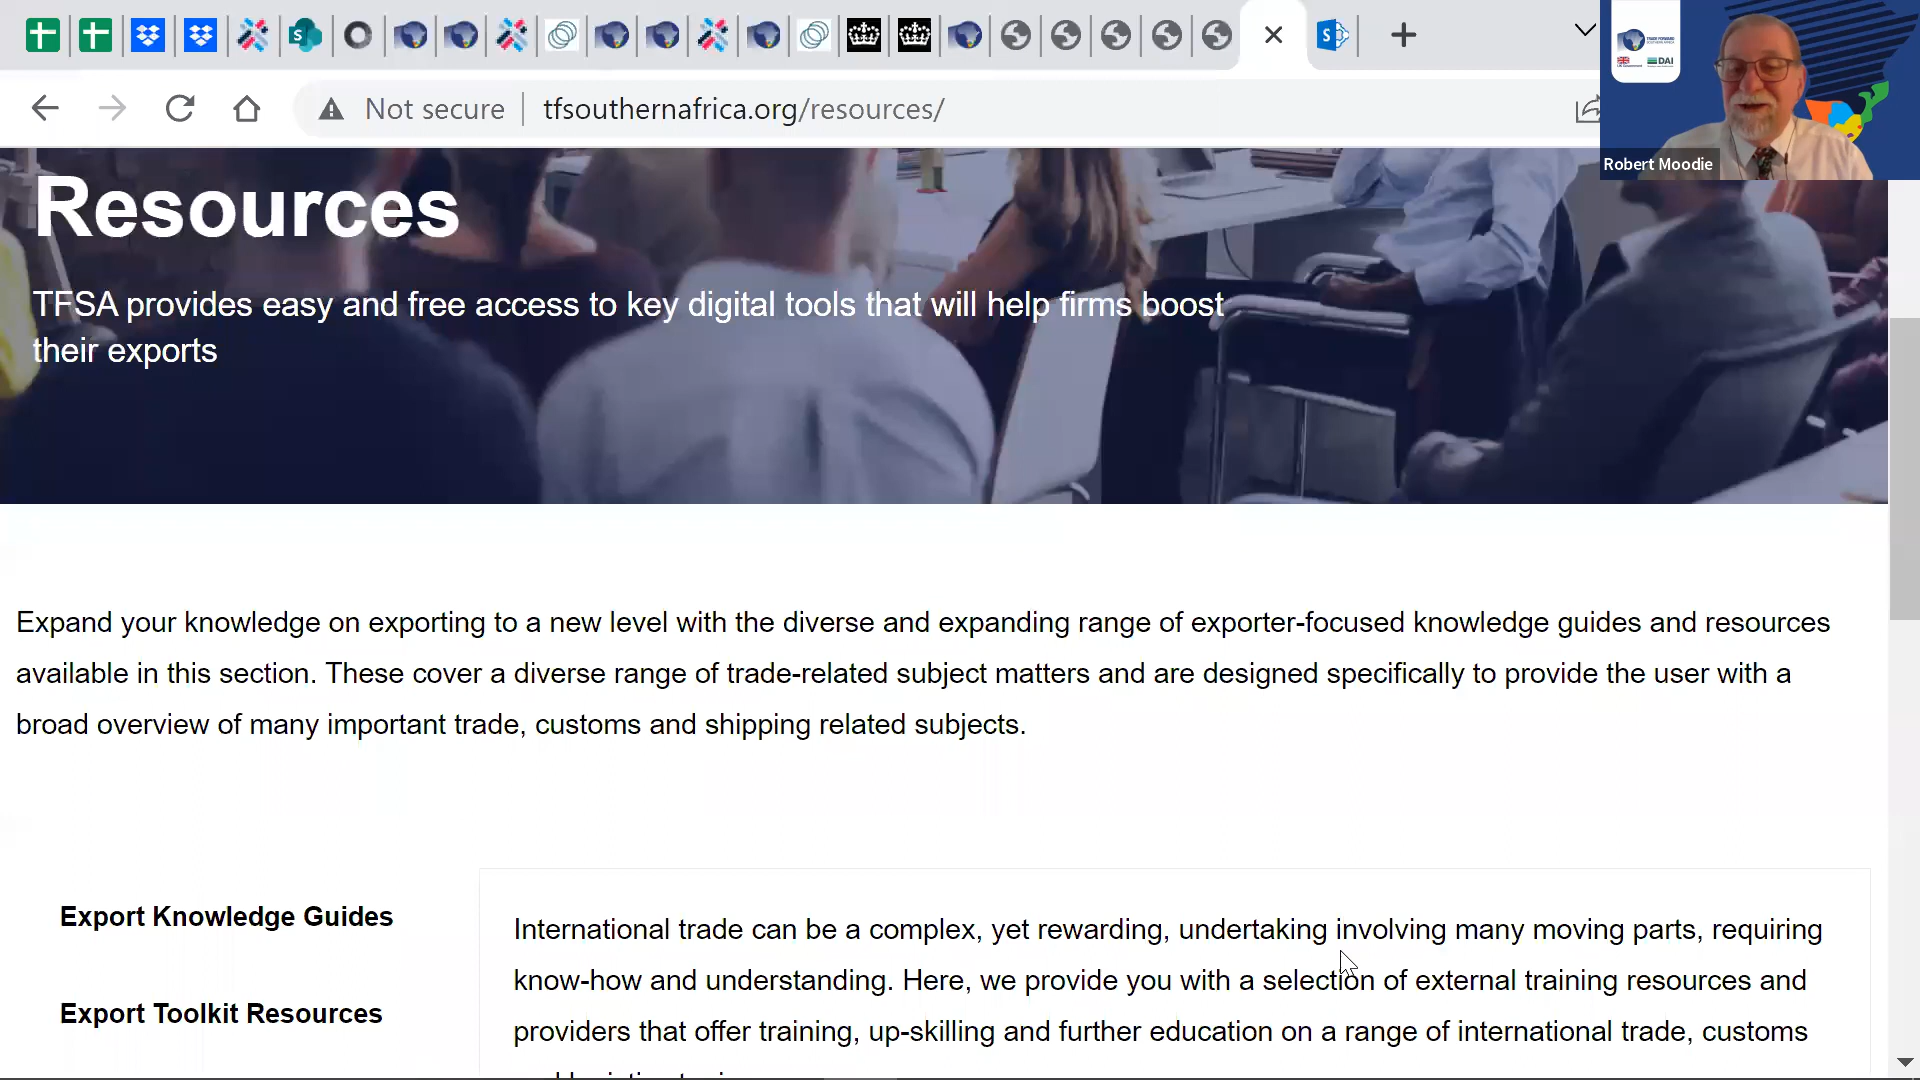 Not secure
tfsouthernafrica.org/resources/
DAI
Robert Moodie
Resources
TFSA provides easy and free access to key digital tools that will help firms boost
their exports
Expand your knowledge on exporting to a new level with the diverse and expanding range of exporter-focused knowledge guides and resources
available in this section. These cover a diverse range of trade-related subject matters and are designed specifically to provide the user with a
broad overview of many important trade, customs and shipping related subjects.
Export Knowledge Guides
Export Toolkit Resources
International trade can be a complex, yet rewarding, undertaking involving many moving parts, requiring
know-how and understanding. Here, we provide you with a selection of external training resources and
providers that offer training, up-skilling and further education on a range of international trade, customs